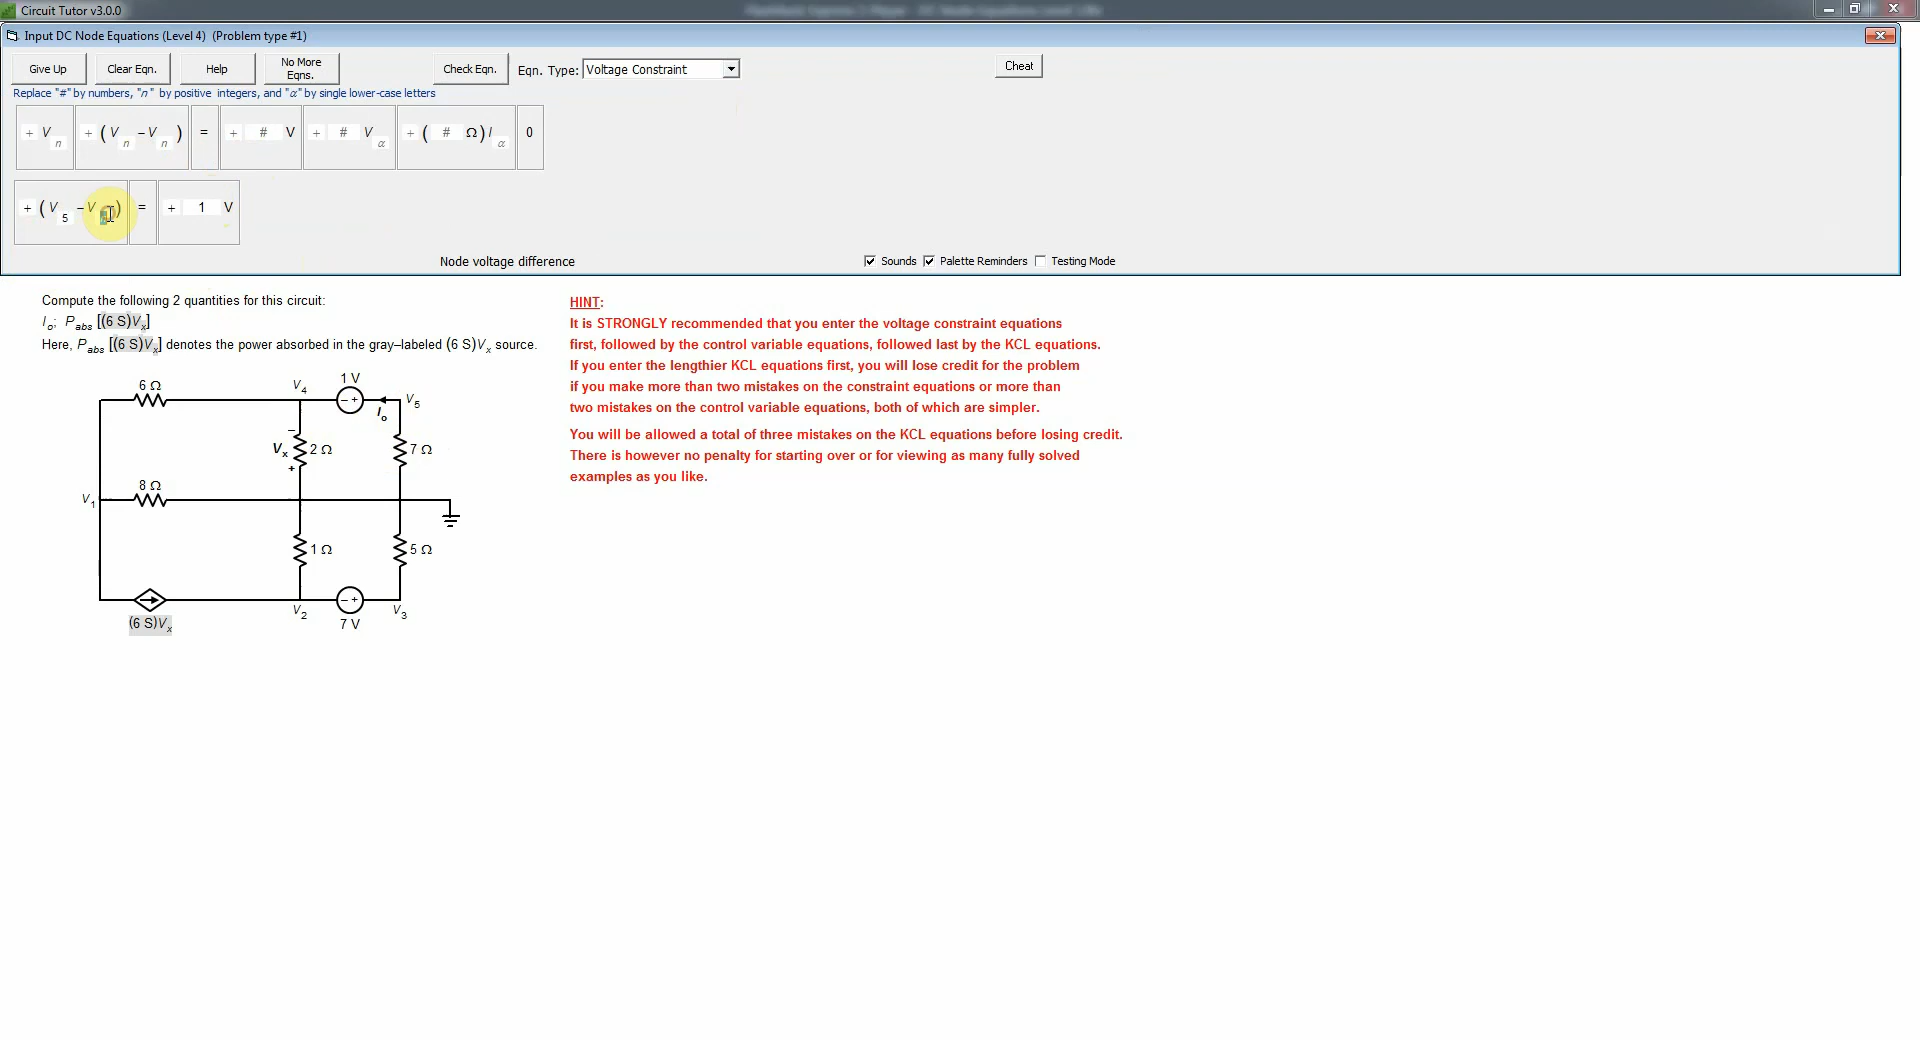 Circuit Tutor v3.0.0
Input DC Node Equations (Level 4) (Problem type #1)
Give Up
Clear Eqn.
Help
No More
Eqns.
Check Eqn.
Eqn. Type:
Voltage Constraint
Cheat
Replace "#" by numbers, "n" by positive integers, and "α" by single lower-case letters
+ Vn + (Vn − Vn) = + # V + # Vα + ( # Ω) Iα 0
+ (V5 − V ) = + 1 V
Node voltage difference
Sounds
Palette Reminders
Testing Mode
Compute the following 2 quantities for this circuit:
Io; Pabs [(6 S)Vx]
Here, Pabs [(6 S)Vx] denotes the power absorbed in the gray–labeled (6 S)Vx source.
HINT:
It is STRONGLY recommended that you enter the voltage constraint equations
first, followed by the control variable equations, followed last by the KCL equations.
If you enter the lengthier KCL equations first, you will lose credit for the problem
if you make more than two mistakes on the constraint equations or more than
two mistakes on the control variable equations, both of which are simpler.
You will be allowed a total of three mistakes on the KCL equations before losing credit.
There is however no penalty for starting over or for viewing as many fully solved
examples as you like.
6 Ω
V4
1 V
− +
Io
V5
−
Vx
+
2 Ω
7 Ω
8 Ω
V1
1 Ω
5 Ω
− +
V2
V3
(6 S)Vx
7 V